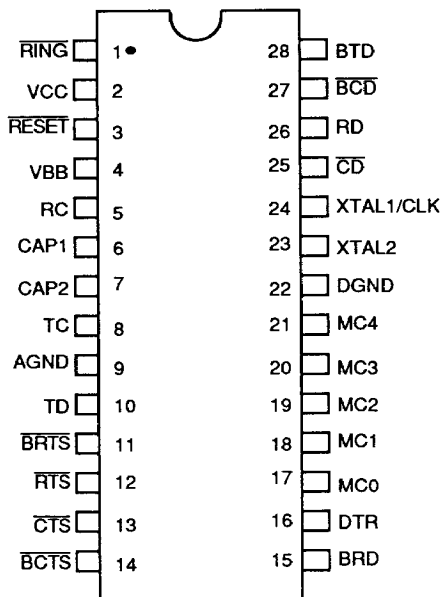 RING 1 28 BTD
VCC 2 27 BCD
RESET 3 26 RD
VBB 4 25 CD
RC 5 24 XTAL1/CLK
CAP1 6 23 XTAL2
CAP2 7 22 DGND
TC 8 21 MC4
AGND 9 20 MC3
TD 10 19 MC2
BRTS 11 18 MC1
RTS 12 17 MC0
CTS 13 16 DTR
BCTS 14 15 BRD